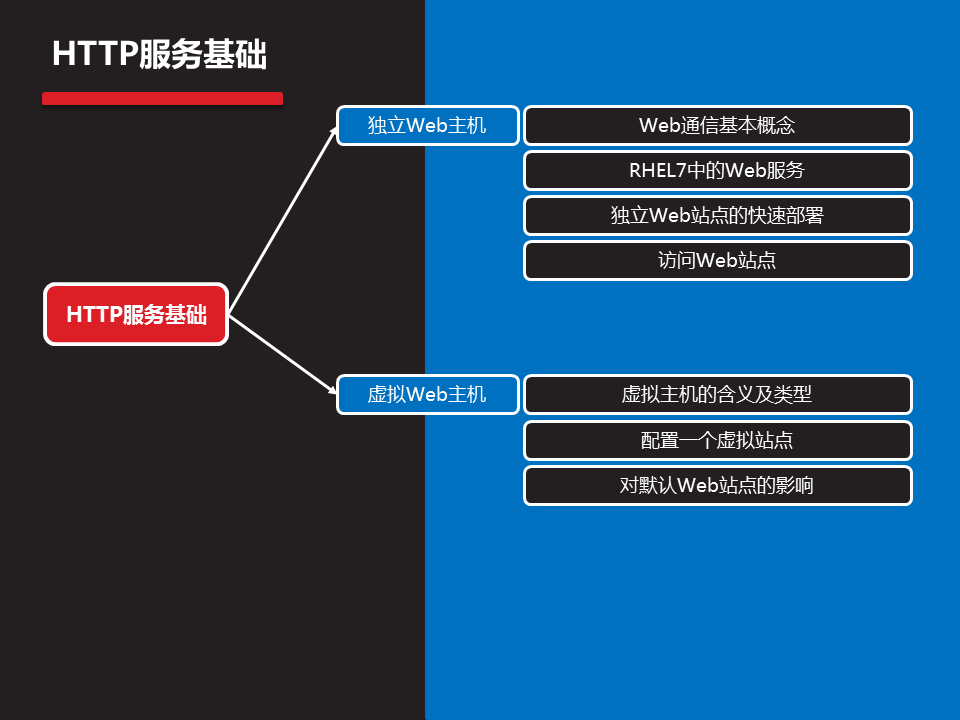 HTTP服务基础
独立Web主机
Web通信基本概念
RHEL7中的Web服务
独立Web站点的快速部署
访问Web站点
HTTP服务基础
虚拟Web主机
虚拟主机的含义及类型
配置一个虚拟站点
对默认Web站点的影响